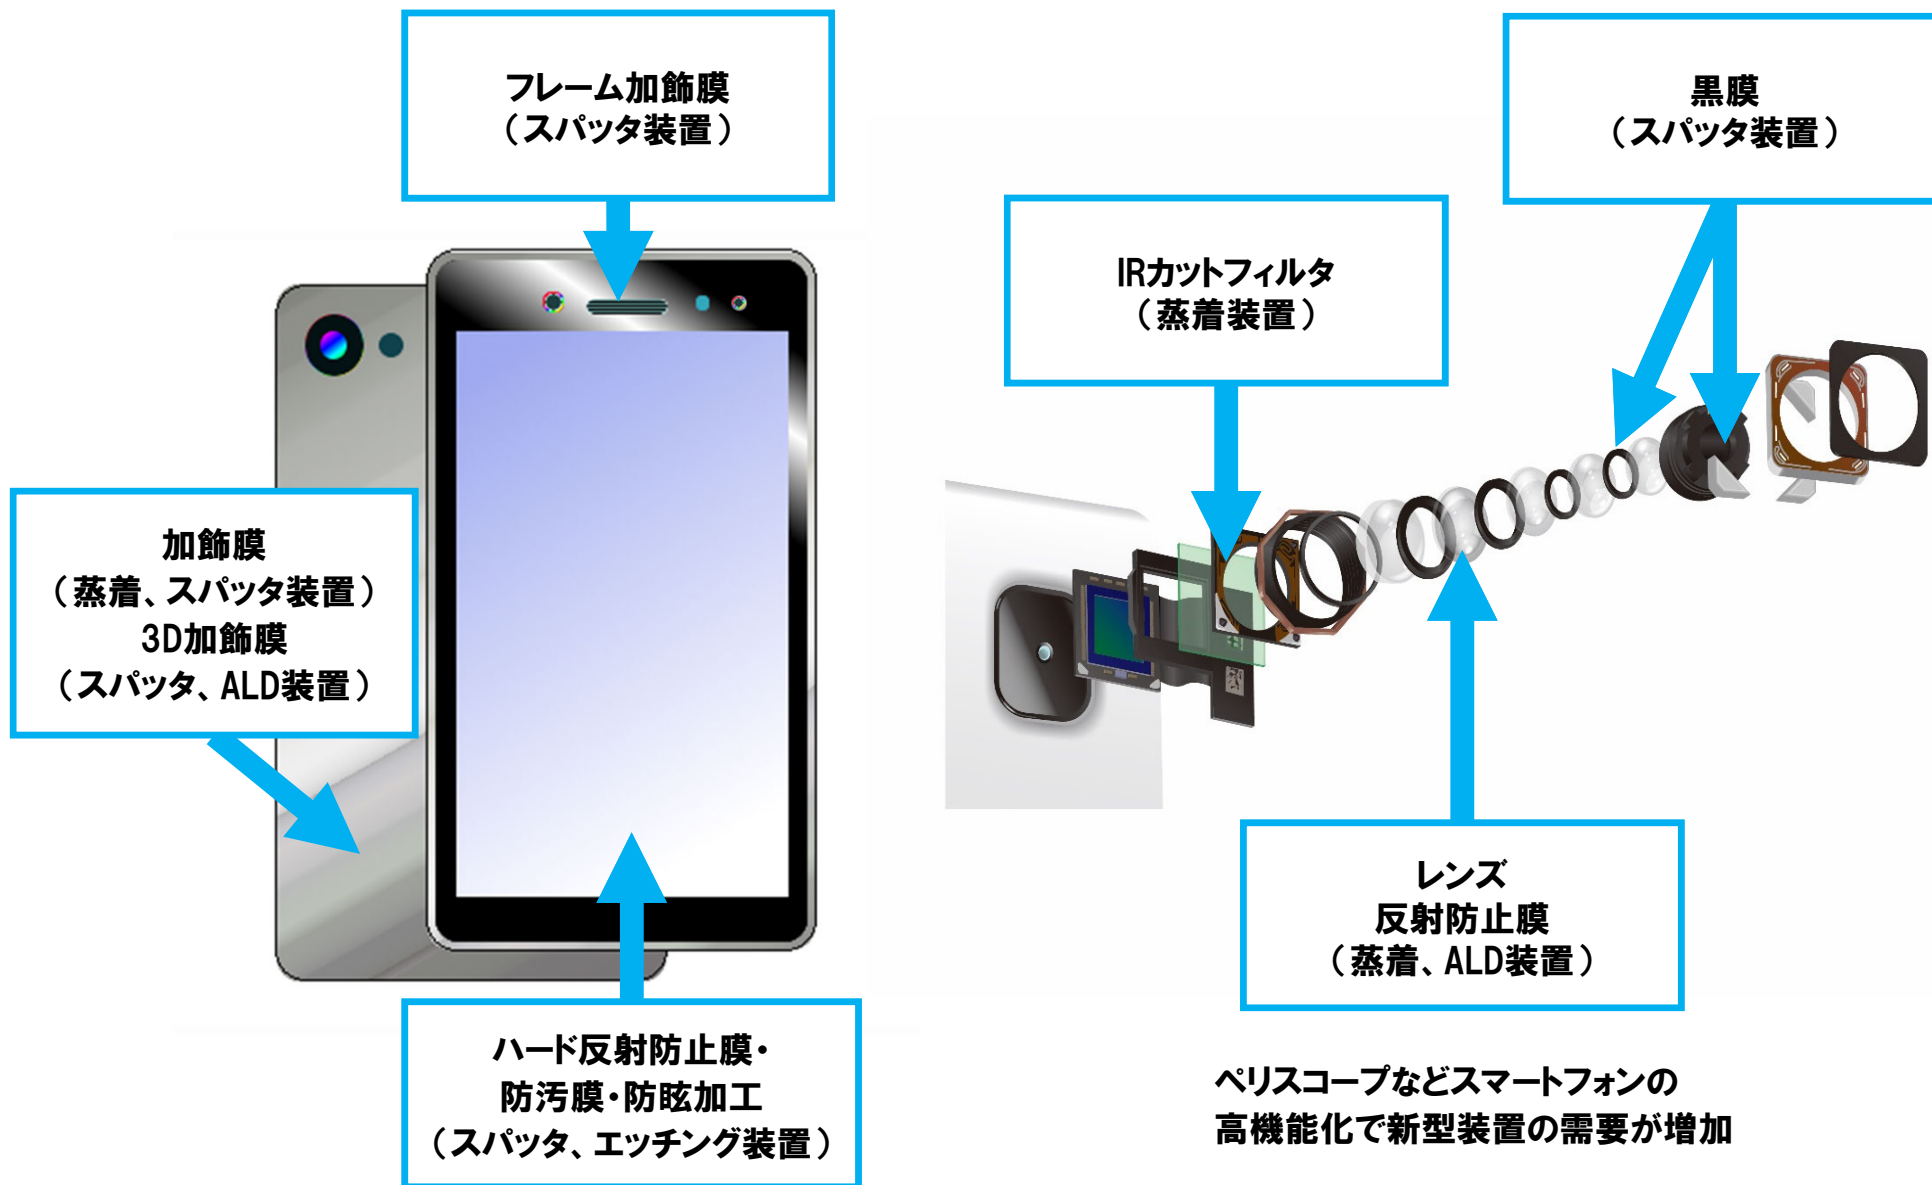 フレーム加飾膜
（スパッタ装置）
黒膜
（スパッタ装置）
IRカットフィルタ
（蒸着装置）
加飾膜
（蒸着、スパッタ装置）
3D加飾膜
（スパッタ、ALD装置）
レンズ
反射防止膜
（蒸着、ALD装置）
ハード反射防止膜・
防汚膜・防眩加工
（スパッタ、エッチング装置）
ペリスコープなどスマートフォンの
高機能化で新型装置の需要が増加